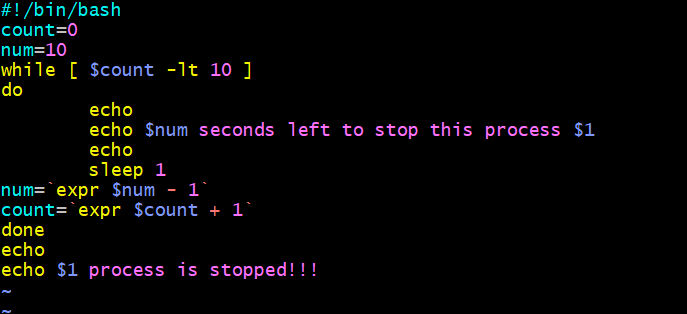 #!/bin/bash
count=0
num=10
while [ $count -lt 10 ]
do
        echo
        echo $num seconds left to stop this process $1
        echo
        sleep 1
num=`expr $num - 1`
count=`expr $count + 1`
done
echo
echo $1 process is stopped!!!
~
~